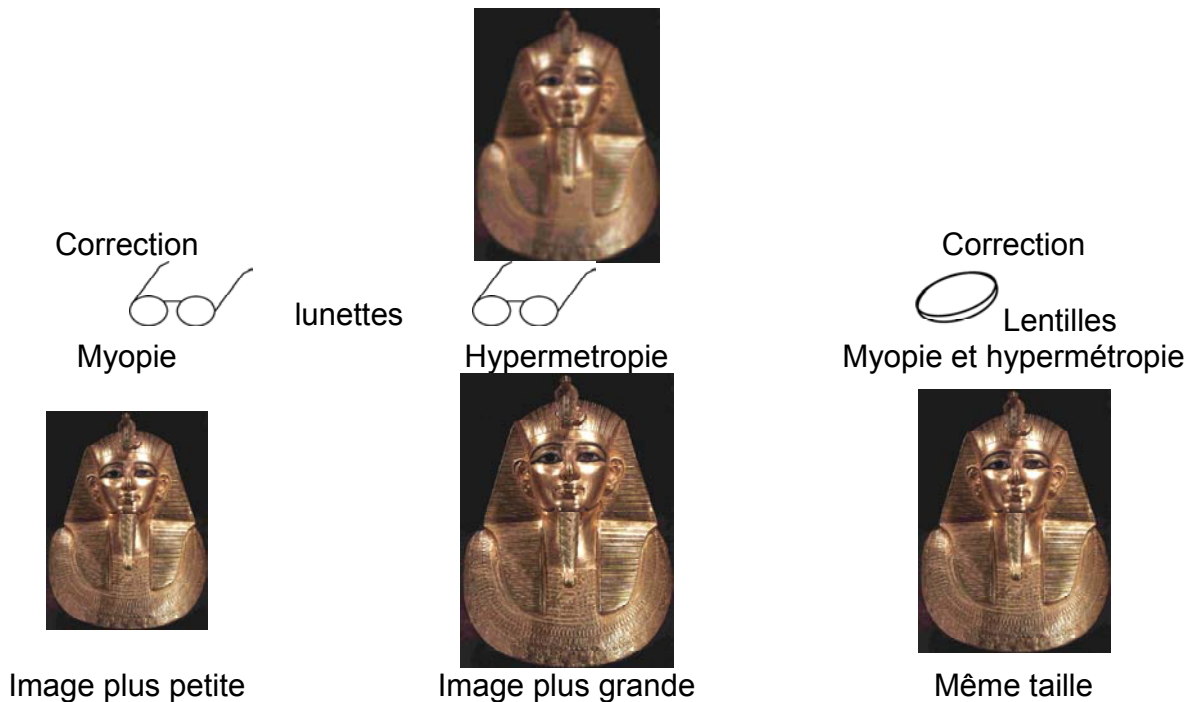 Correction
Correction
lunettes
Lentilles
Myopie
Hypermetropie
Myopie et hypermétropie
Image plus petite
Image plus grande
Même taille